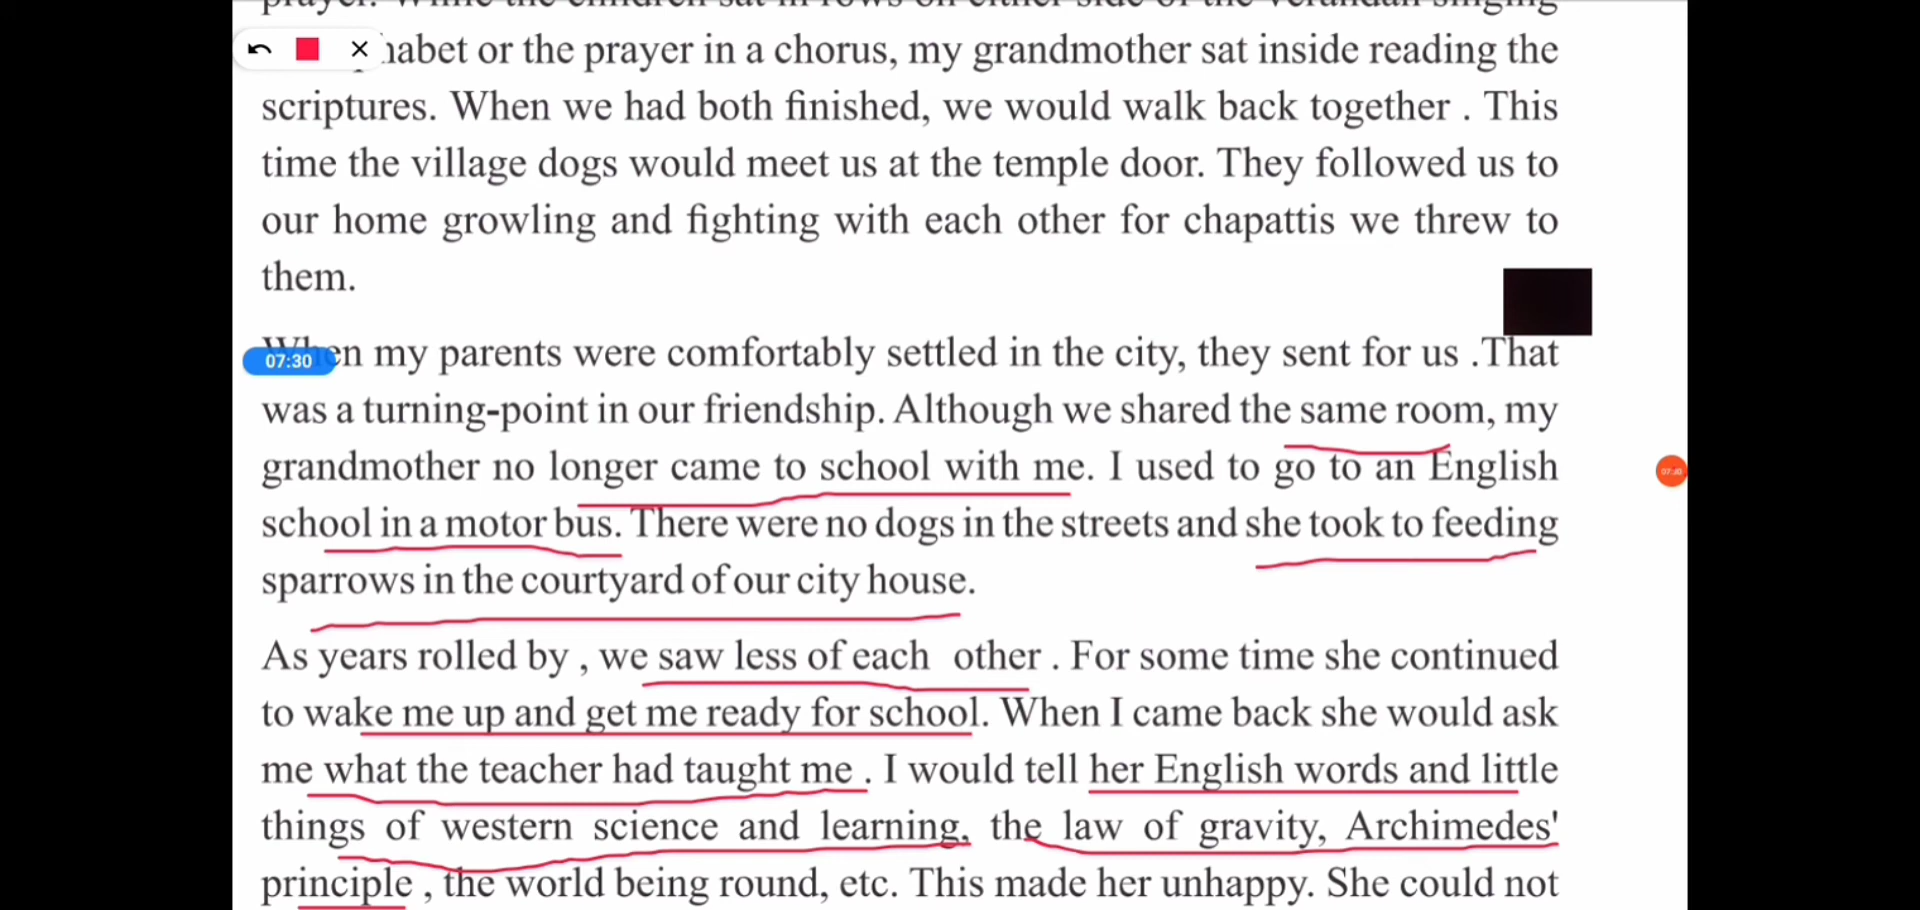 habet or the prayer in a chorus, my grandmother sat inside reading the
scriptures. When we had both finished, we would walk back together . This
time the village dogs would meet us at the temple door. They followed us to
our home growling and fighting with each other for chapattis we threw to
them.
When my parents were comfortably settled in the city, they sent for us .That
07:30
was a turning-point in our friendship. Although we shared the same room, my
grandmother no longer came to school with me. I used to go to an English
07:30
school in a motor bus. There were no dogs in the streets and she took to feeding
sparrows in the courtyard of our city house.
As years rolled by , we saw less of each other . For some time she continued
to wake me up and get me ready for school. When I came back she would ask
me what the teacher had taught me . I would tell her English words and little
things of western science and learning, the law of gravity, Archimedes'
principle , the world being round, etc. This made her unhappy. She could not